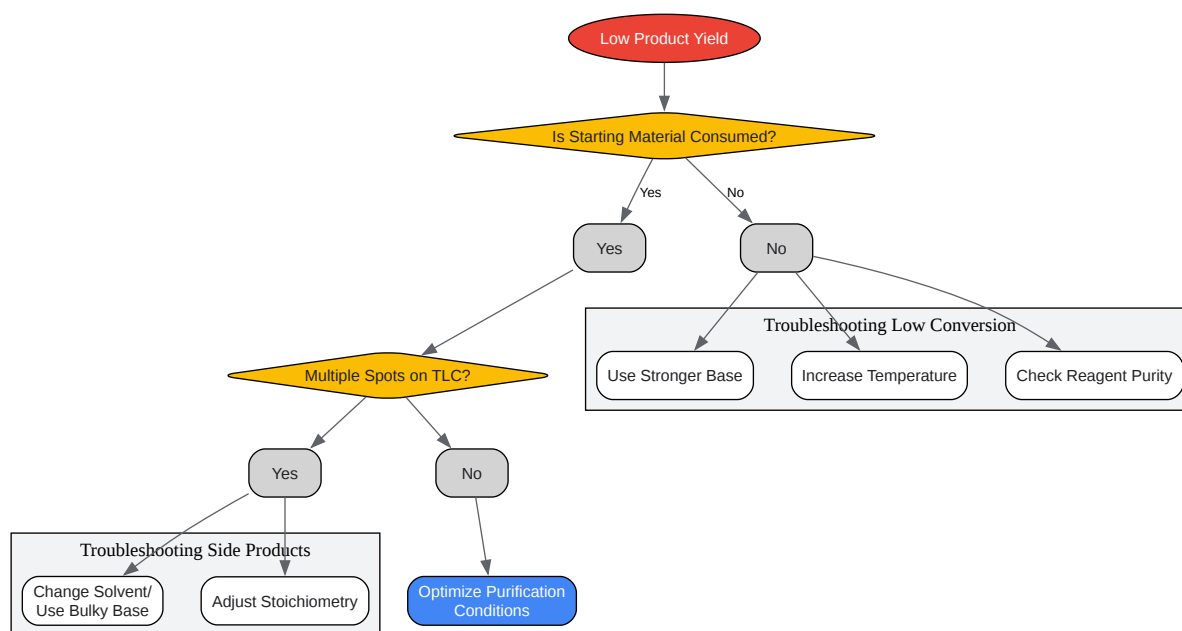 Low Product Yield
Is Starting Material Consumed?
Yes
No
Yes
No
Troubleshooting Low Conversion
Use Stronger Base
Increase Temperature
Check Reagent Purity
Multiple Spots on TLC?
Yes
No
Troubleshooting Side Products
Change Solvent/
Use Bulky Base
Adjust Stoichiometry
Optimize Purification
Conditions